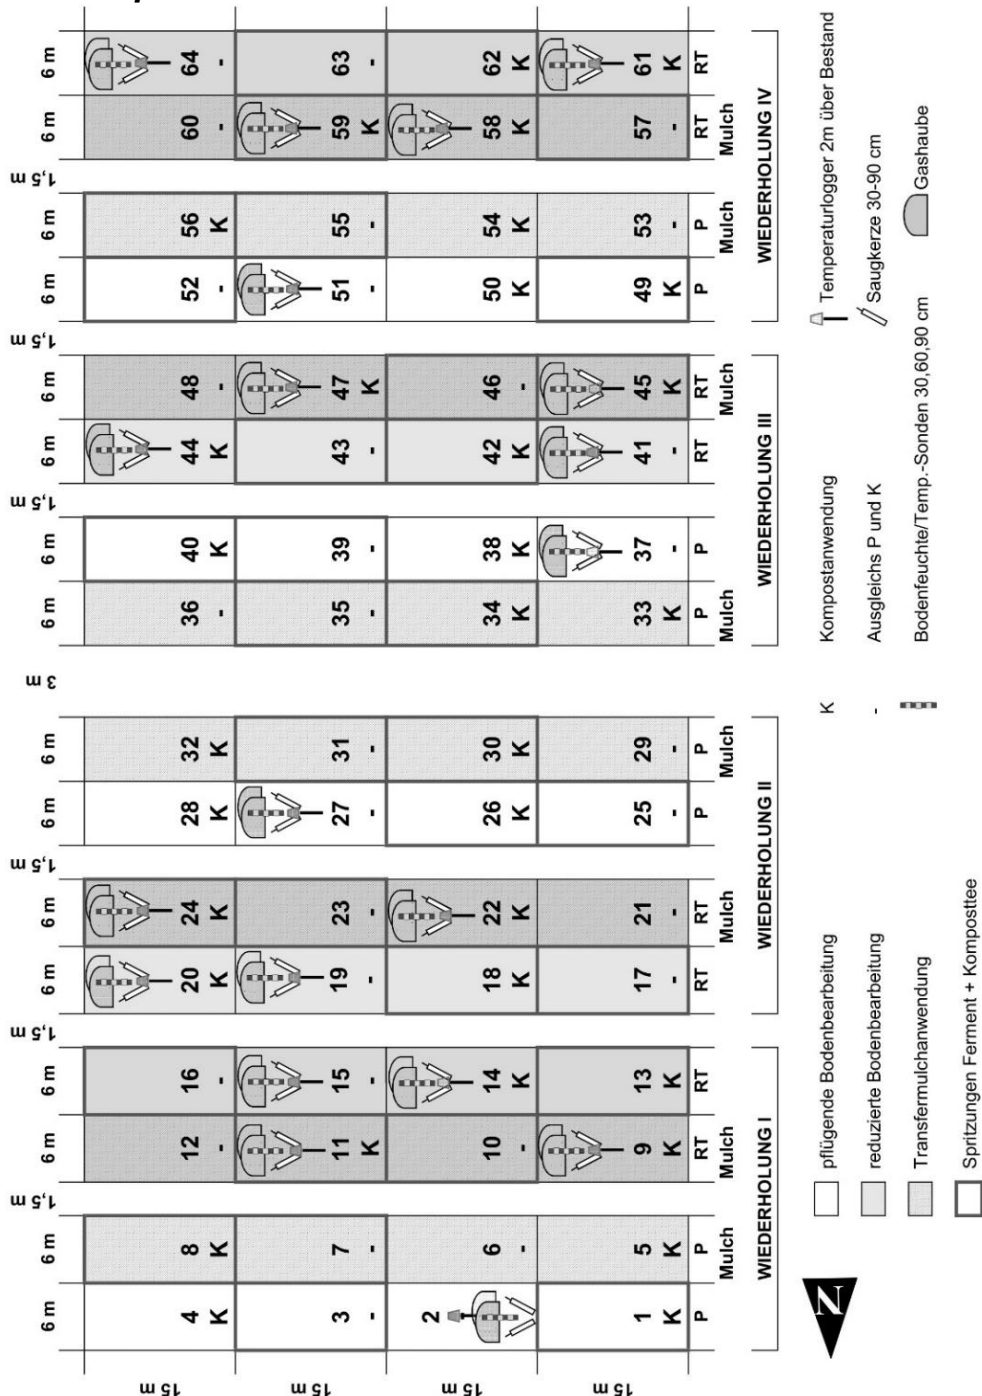 6 m 6 m 1,5 m 6 m 6 m 1,5 m 6 m 6 m 1,5 m 6 m 6 m 3 m 6 m 6 m 1,5 m 6 m 6 m 1,5 m 6 m 6 m 1,5 m 6 m 6 m
15 m
4 8 12 16 20 24 28 32 36 40 44 48 52 56 60 64
K K - - K K K K - K K - - K - -
15 m
3 7 11 15 19 23 27 31 35 39 43 47 51 55 59 63
- - K - - - - - - - - K - - K -
15 m
2 6 10 14 18 22 26 30 34 38 42 46 50 54 58 62
- - K K K K K K K K - K K K K
15 m
1 5 9 13 17 21 25 29 33 37 41 45 49 53 57 61
K K K K - - - - K - - K K - - K
P P RT RT RT RT P P P P RT RT P P RT RT
Mulch Mulch Mulch Mulch Mulch Mulch Mulch Mulch
WIEDERHOLUNG I WIEDERHOLUNG II WIEDERHOLUNG III WIEDERHOLUNG IV
N
pflügende Bodenbearbeitung K Kompostanwendung Temperaturlogger 2m über Bestand
reduzierte Bodenbearbeitung - Ausgleichs P und K Saugkerze 30-90 cm
Transfermulchanwendung Bodenfeuchte/Temp.-Sonden 30,60,90 cm Gashaube
Spritzungen Ferment + Komposttee